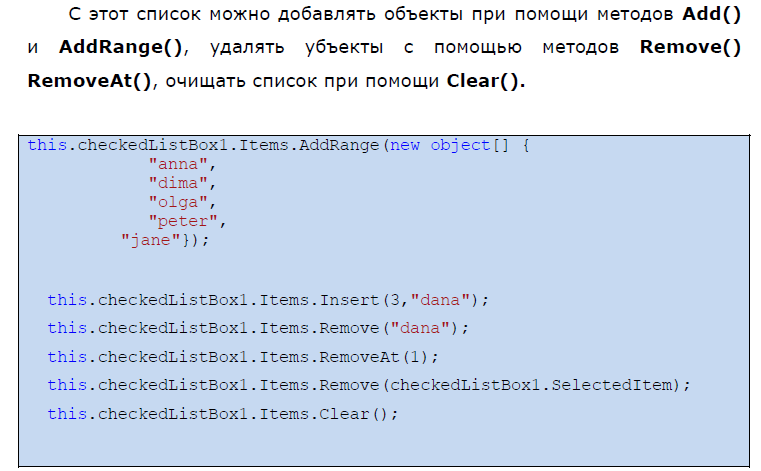 С этот список можно добавлять объекты при помощи методов Add()
и AddRange(), удалять убъекты с помощью методов Remove()
RemoveAt(), очищать список при помощи Clear().
this.checkedListBox1.Items.AddRange(new object[] {
"anna",
"dima",
"olga",
"peter",
"jane"});
this.checkedListBox1.Items.Insert(3,"dana");
this.checkedListBox1.Items.Remove("dana");
this.checkedListBox1.Items.RemoveAt(1);
this.checkedListBox1.Items.Remove(checkedListBox1.SelectedItem);
this.checkedListBox1.Items.Clear();